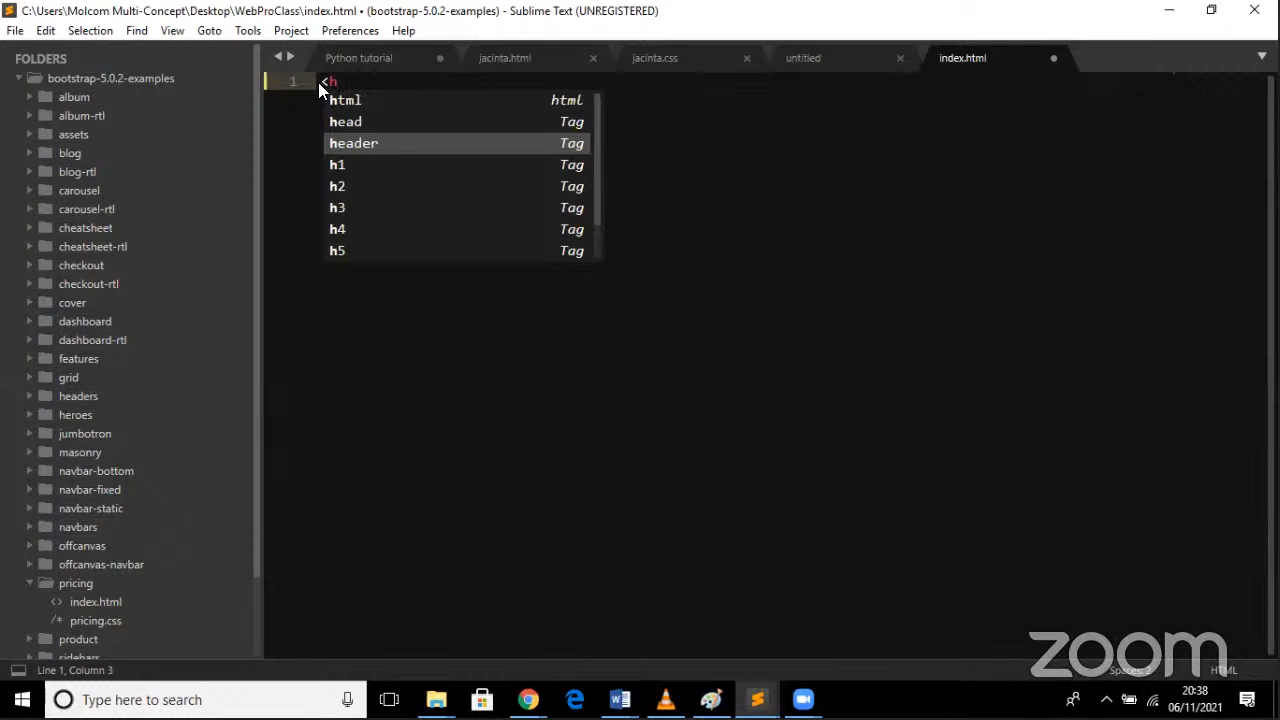 C:\Users\Molcom Multi-Concept\Desktop\WebProClass\index.html • (bootstrap-5.0.2-examples) - Sublime Text (UNREGISTERED)
File Edit Selection Find View Goto Tools Project Preferences Help
FOLDERS
bootstrap-5.0.2-examples
album
album-rtl
assets
blog
blog-rtl
carousel
carousel-rtl
cheatsheet
cheatsheet-rtl
checkout
checkout-rtl
cover
dashboard
dashboard-rtl
features
grid
headers
heroes
jumbotron
masonry
navbar-bottom
navbar-fixed
navbar-static
navbars
offcanvas
offcanvas-navbar
pricing
<> index.html
/* pricing.css
product
sidebars
Python tutorial jacinta.html jacinta.css untitled index.html
1 <h
html html
head Tag
header Tag
h1 Tag
h2 Tag
h3 Tag
h4 Tag
h5 Tag
zoom
Line 1, Column 3 Spaces: 2 HTML
Type here to search
20:38
06/11/2021